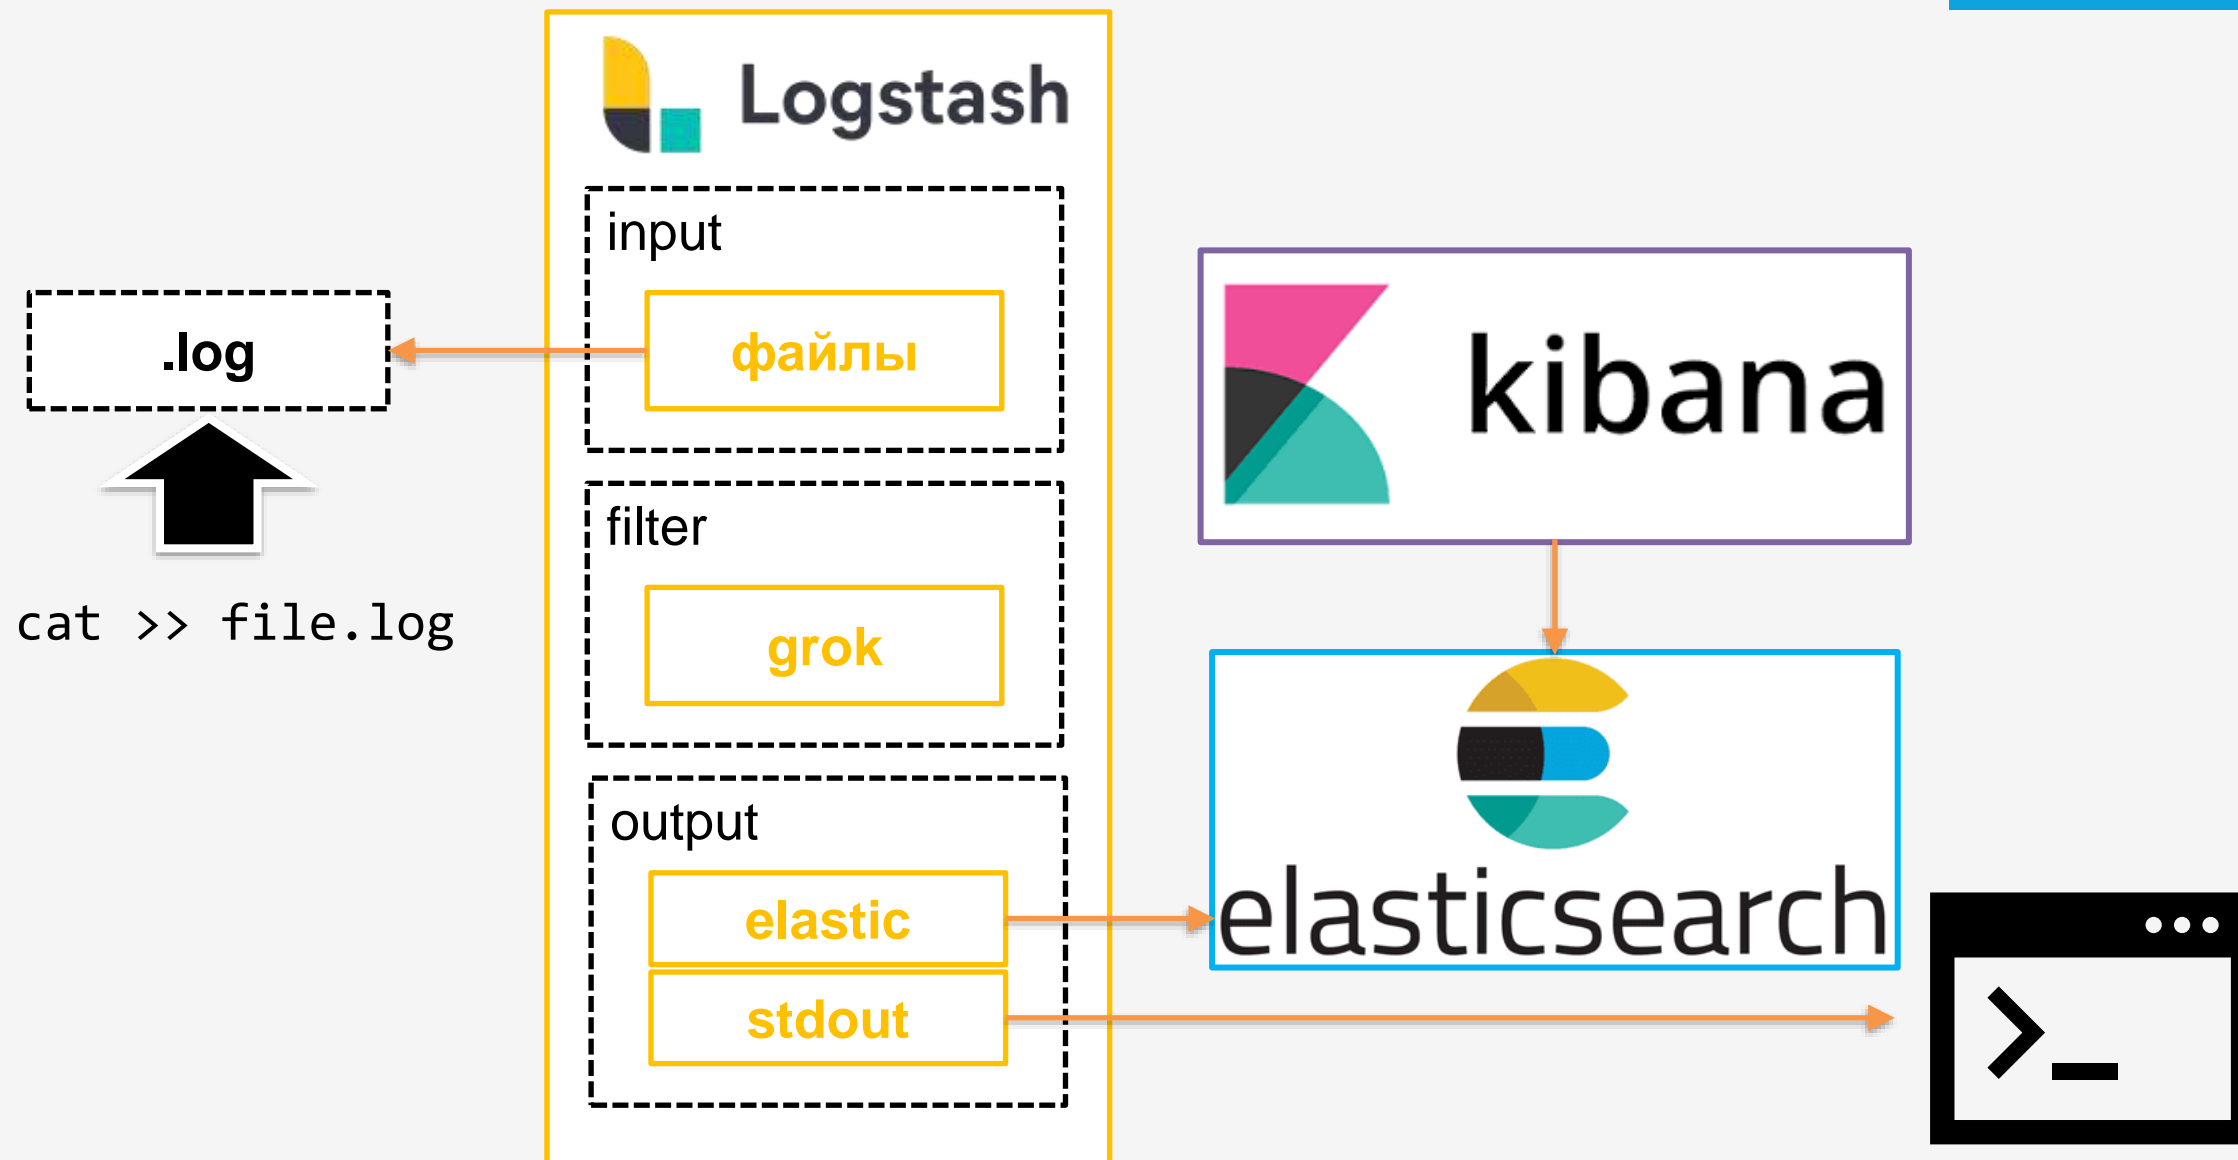 Logstash
input
файлы
.log
cat >> file.log
filter
grok
output
elastic
stdout
kibana
elasticsearch
>_